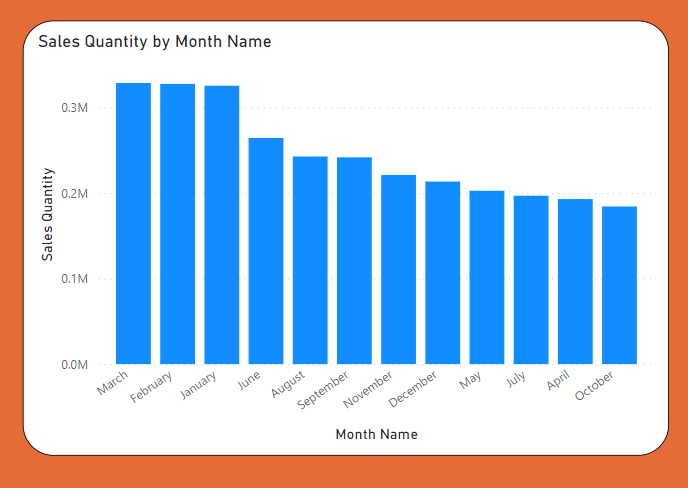 Sales Quantity by Month Name
Sales Quantity
0.3M
0.2M
0.1M
0.0M
March
February
January
June
August
September
November
December
May
July
April
October
Month Name